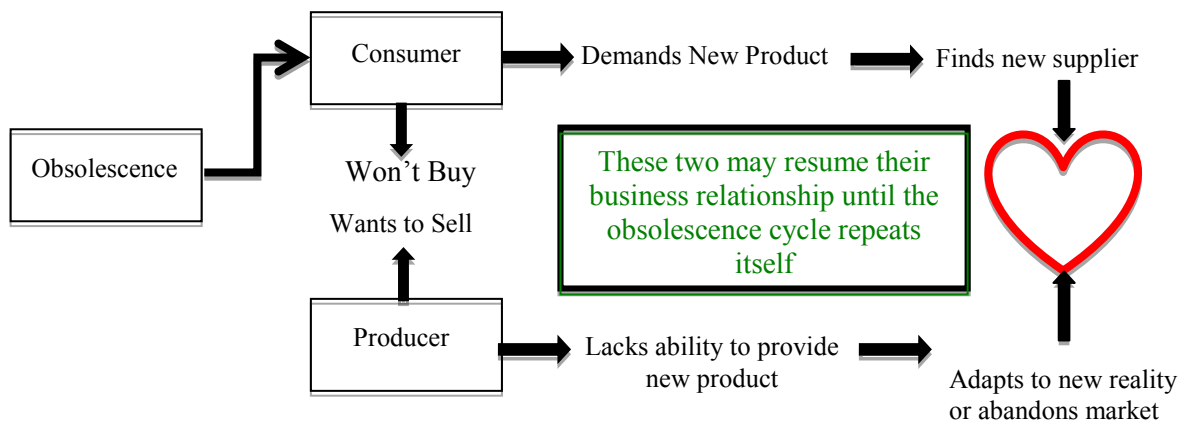 Consumer
Demands New Product
Finds new supplier
Obsolescence
Won’t Buy
Wants to Sell
These two may resume their
business relationship until the
obsolescence cycle repeats
itself
Producer
Lacks ability to provide
new product
Adapts to new reality
or abandons market